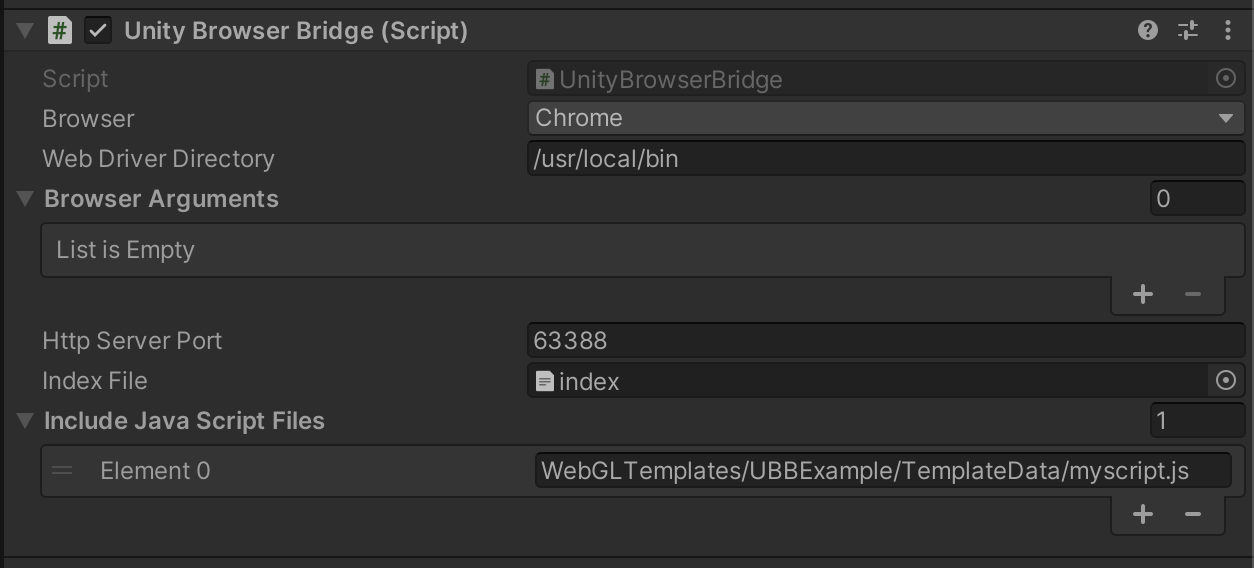 Unity Browser Bridge (Script)
Script # UnityBrowserBridge
Browser Chrome
Web Driver Directory /usr/local/bin
Browser Arguments 0
List is Empty
+ −
Http Server Port 63388
Index File index
Include Java Script Files 1
Element 0 WebGLTemplates/UBBExample/TemplateData/myscript.js
+ −